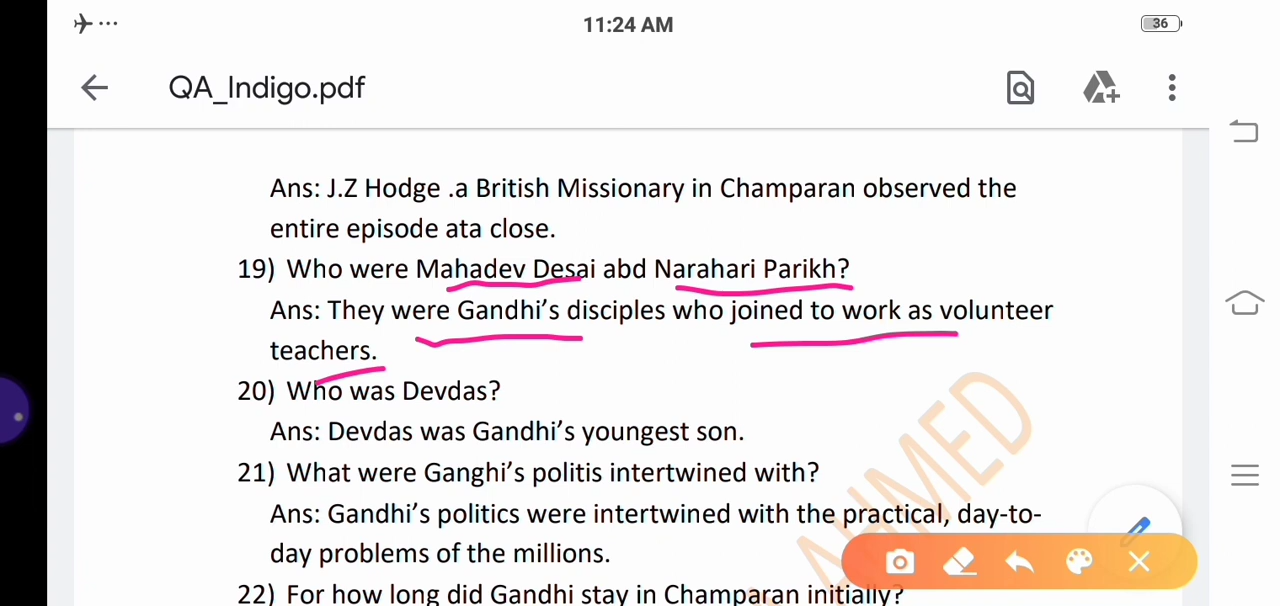 11:24 AM
36
QA_Indigo.pdf
Ans: J.Z Hodge .a British Missionary in Champaran observed the
entire episode ata close.
19) Who were Mahadev Desai abd Narahari Parikh?
Ans: They were Gandhi's disciples who joined to work as volunteer
teachers.
20) Who was Devdas?
Ans: Devdas was Gandhi's youngest son.
21) What were Ganghi's politis intertwined with?
Ans: Gandhi's politics were intertwined with the practical, day-to-
day problems of the millions.
22) For how long did Gandhi stay in Champaran initially?
AHMED